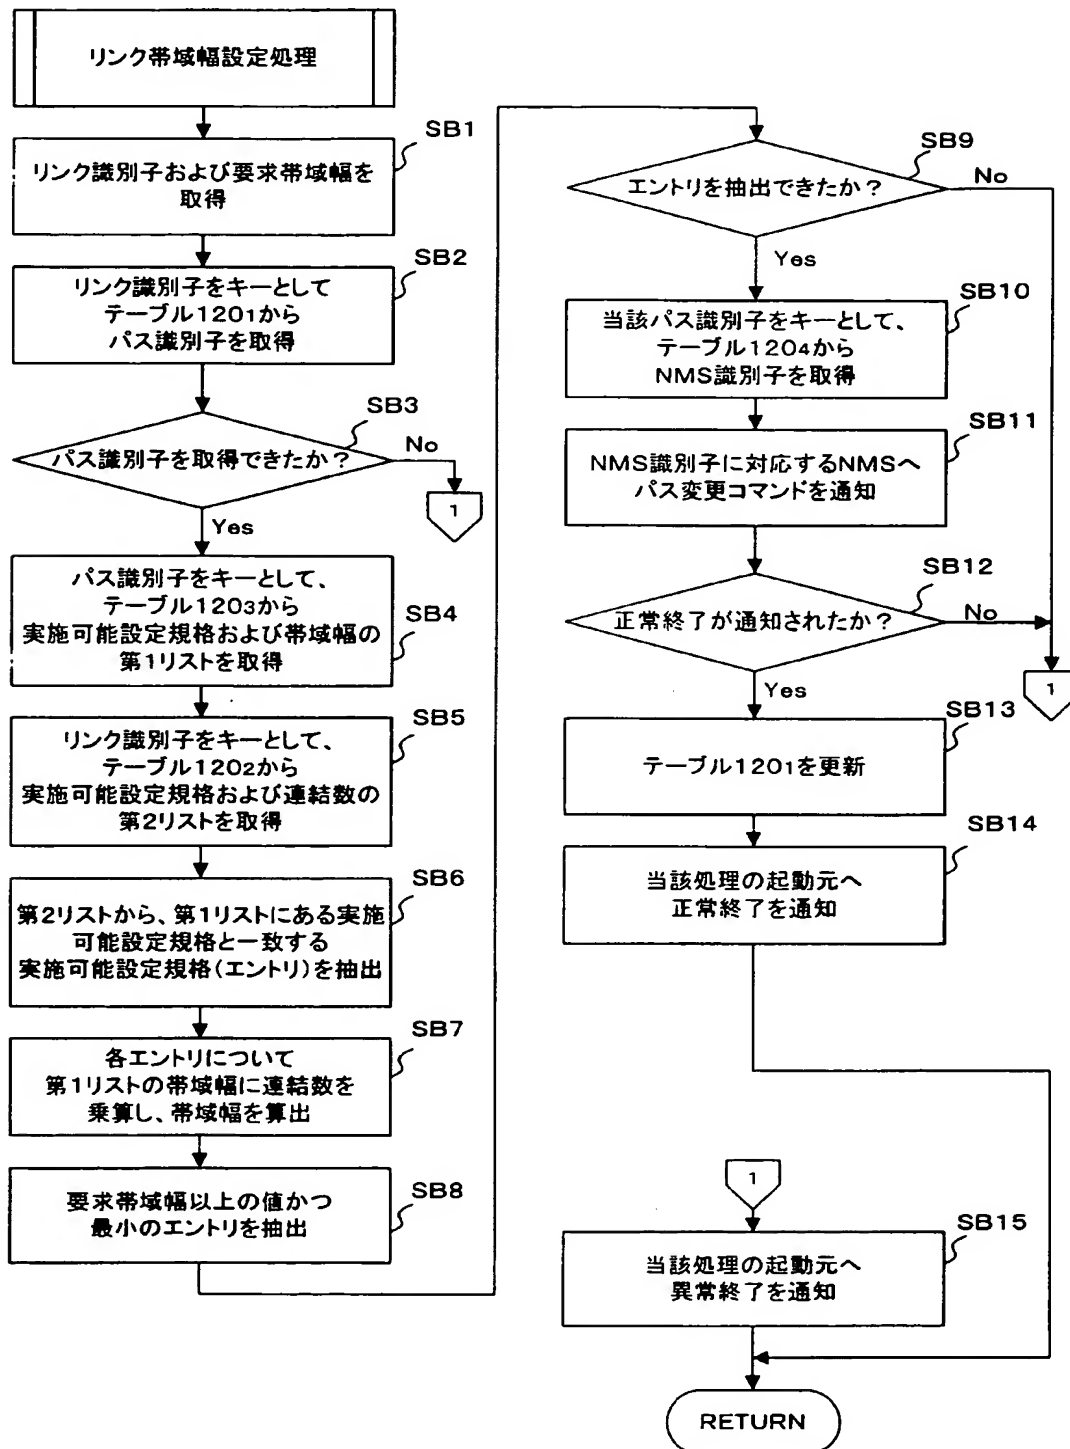 リンク帯域幅設定処理
SB1
リンク識別子および要求帯域幅を
取得
SB2
リンク識別子をキーとして
テーブル1201から
パス識別子を取得
SB3
パス識別子を取得できたか？
No
1
Yes
SB4
パス識別子をキーとして、
テーブル1203から
実施可能設定規格および帯域幅の
第1リストを取得
SB5
リンク識別子をキーとして、
テーブル1202から
実施可能設定規格および連結数の
第2リストを取得
SB6
第2リストから、第1リストにある実施
可能設定規格と一致する
実施可能設定規格(エントリ)を抽出
SB7
各エントリについて
第1リストの帯域幅に連結数を
乗算し、帯域幅を算出
SB8
要求帯域幅以上の値かつ
最小のエントリを抽出
SB9
エントリを抽出できたか？
No
Yes
SB10
当該パス識別子をキーとして、
テーブル1204から
NMS識別子を取得
SB11
NMS識別子に対応するNMSへ
パス変更コマンドを通知
SB12
正常終了が通知されたか？
No
1
Yes
SB13
テーブル1201を更新
SB14
当該処理の起動元へ
正常終了を通知
1
SB15
当該処理の起動元へ
異常終了を通知
RETURN